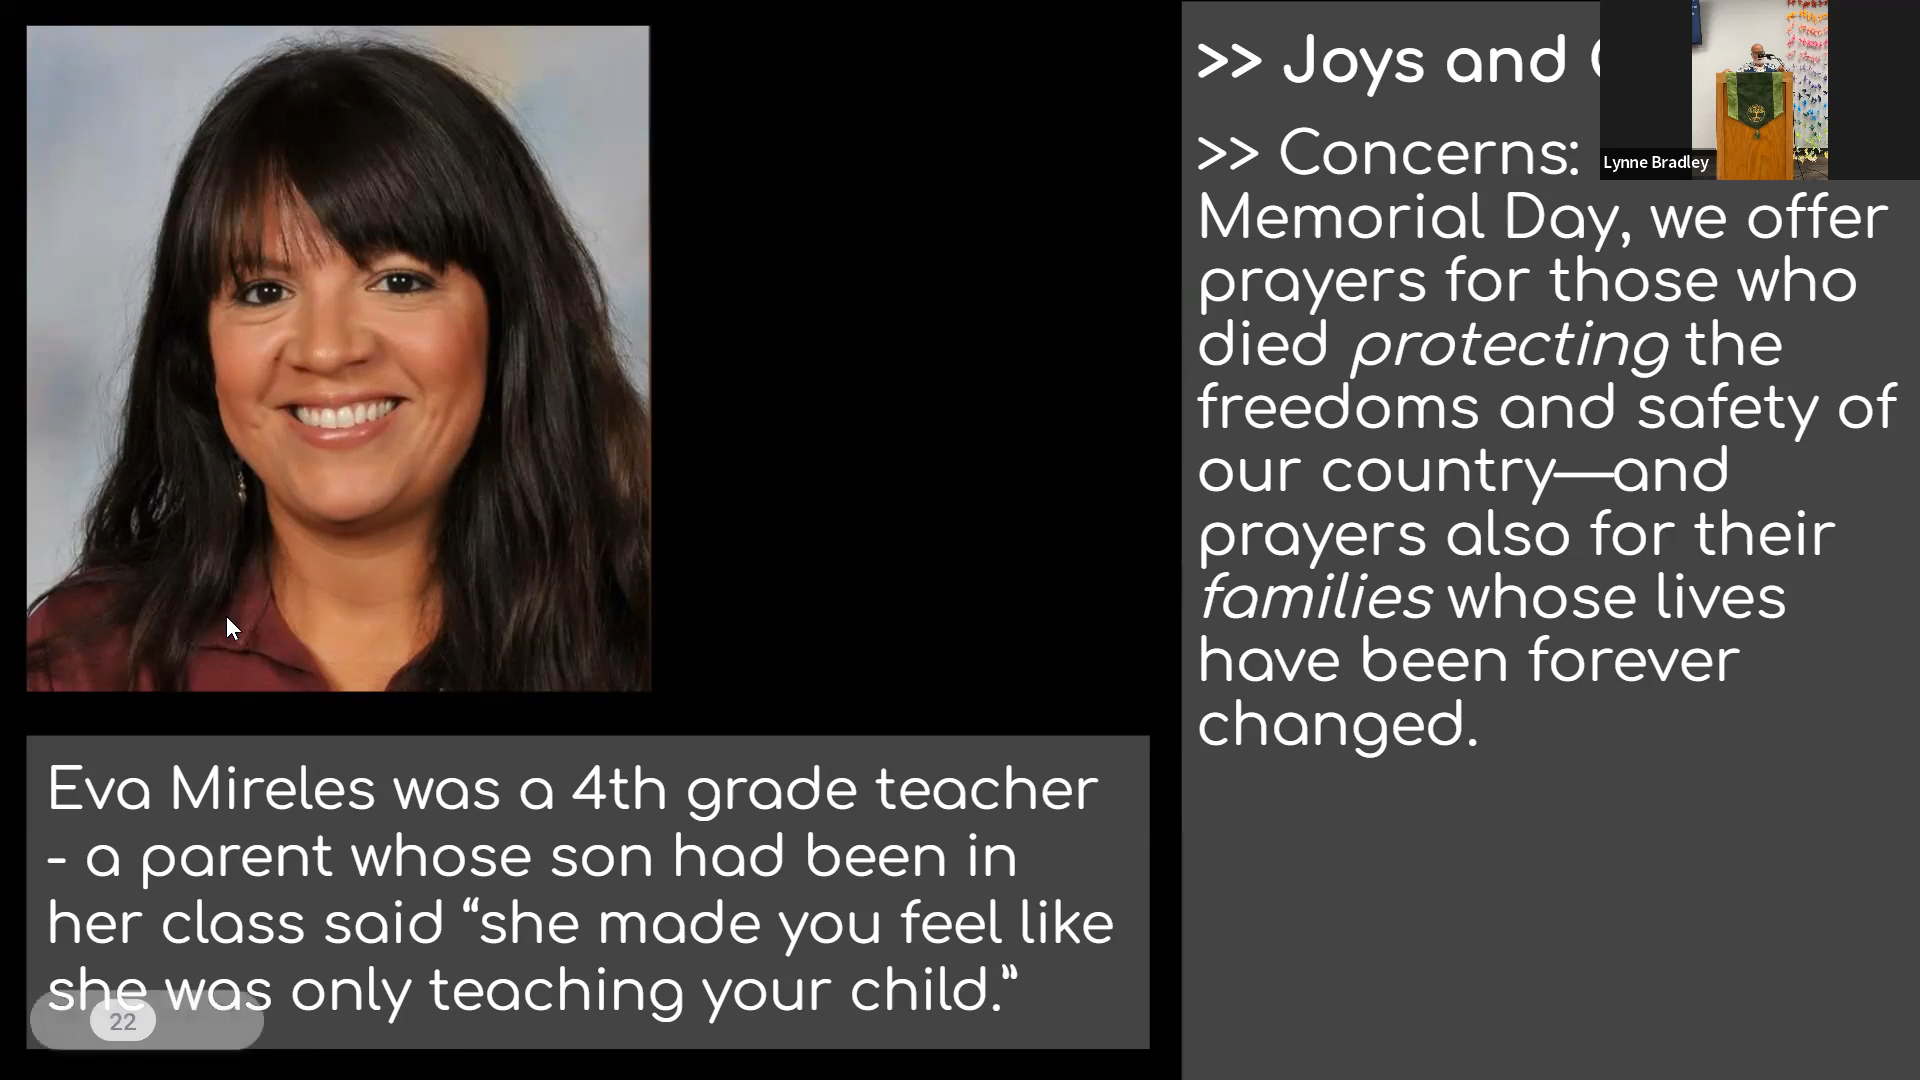 Eva Mireles was a 4th grade teacher
- a parent whose son had been in
her class said “she made you feel like
she was only teaching your child.”
22
>> Joys and
>> Concerns:
Memorial Day, we offer
prayers for those who
died protecting the
freedoms and safety of
our country—and
prayers also for their
families whose lives
have been forever
changed.
Lynne Bradley